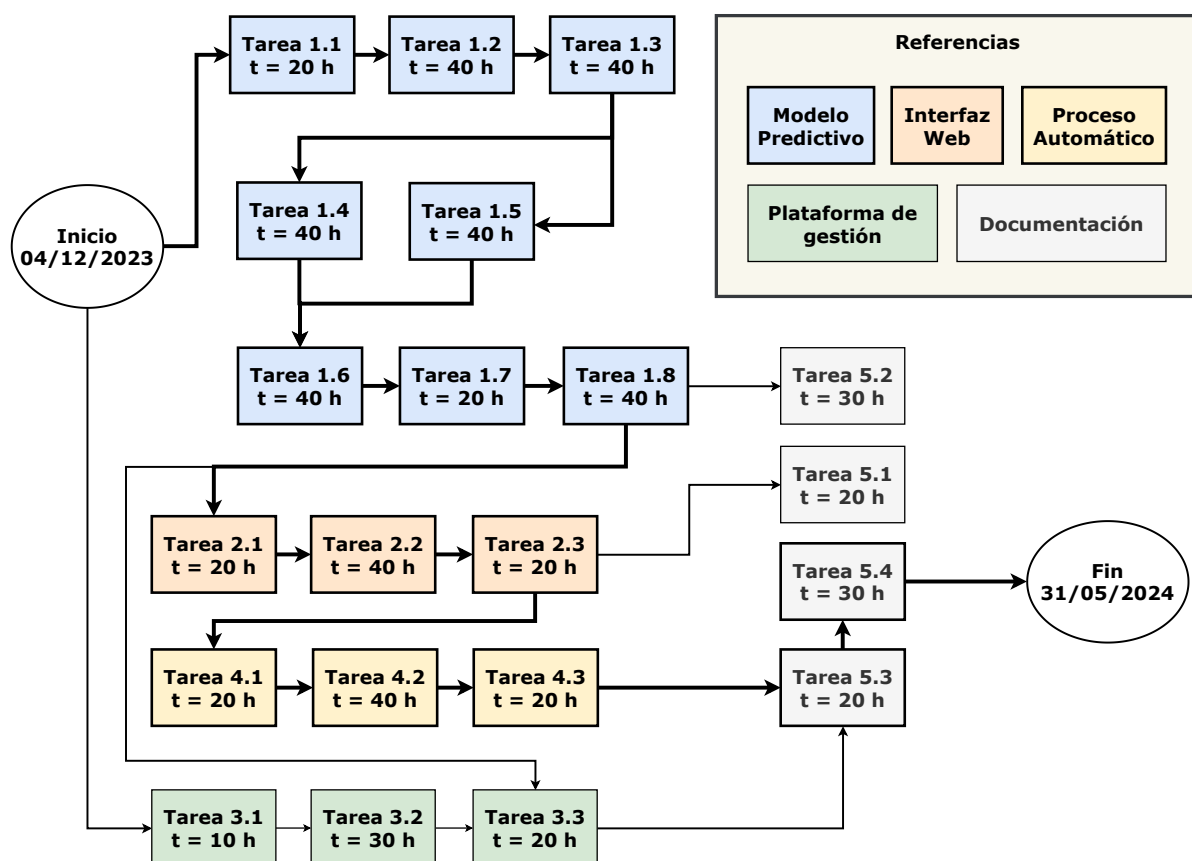 Tarea 1.1
t = 20 h
Tarea 1.2
t = 40 h
Tarea 1.3
t = 40 h
Referencias
Modelo
Predictivo
Interfaz
Web
Proceso
Automático
Plataforma de
gestión
Documentación
Inicio
04/12/2023
Tarea 1.4
t = 40 h
Tarea 1.5
t = 40 h
Tarea 1.6
t = 40 h
Tarea 1.7
t = 20 h
Tarea 1.8
t = 40 h
Tarea 5.2
t = 30 h
Tarea 5.1
t = 20 h
Tarea 2.1
t = 20 h
Tarea 2.2
t = 40 h
Tarea 2.3
t = 20 h
Tarea 5.4
t = 30 h
Fin
31/05/2024
Tarea 4.1
t = 20 h
Tarea 4.2
t = 40 h
Tarea 4.3
t = 20 h
Tarea 5.3
t = 20 h
Tarea 3.1
t = 10 h
Tarea 3.2
t = 30 h
Tarea 3.3
t = 20 h